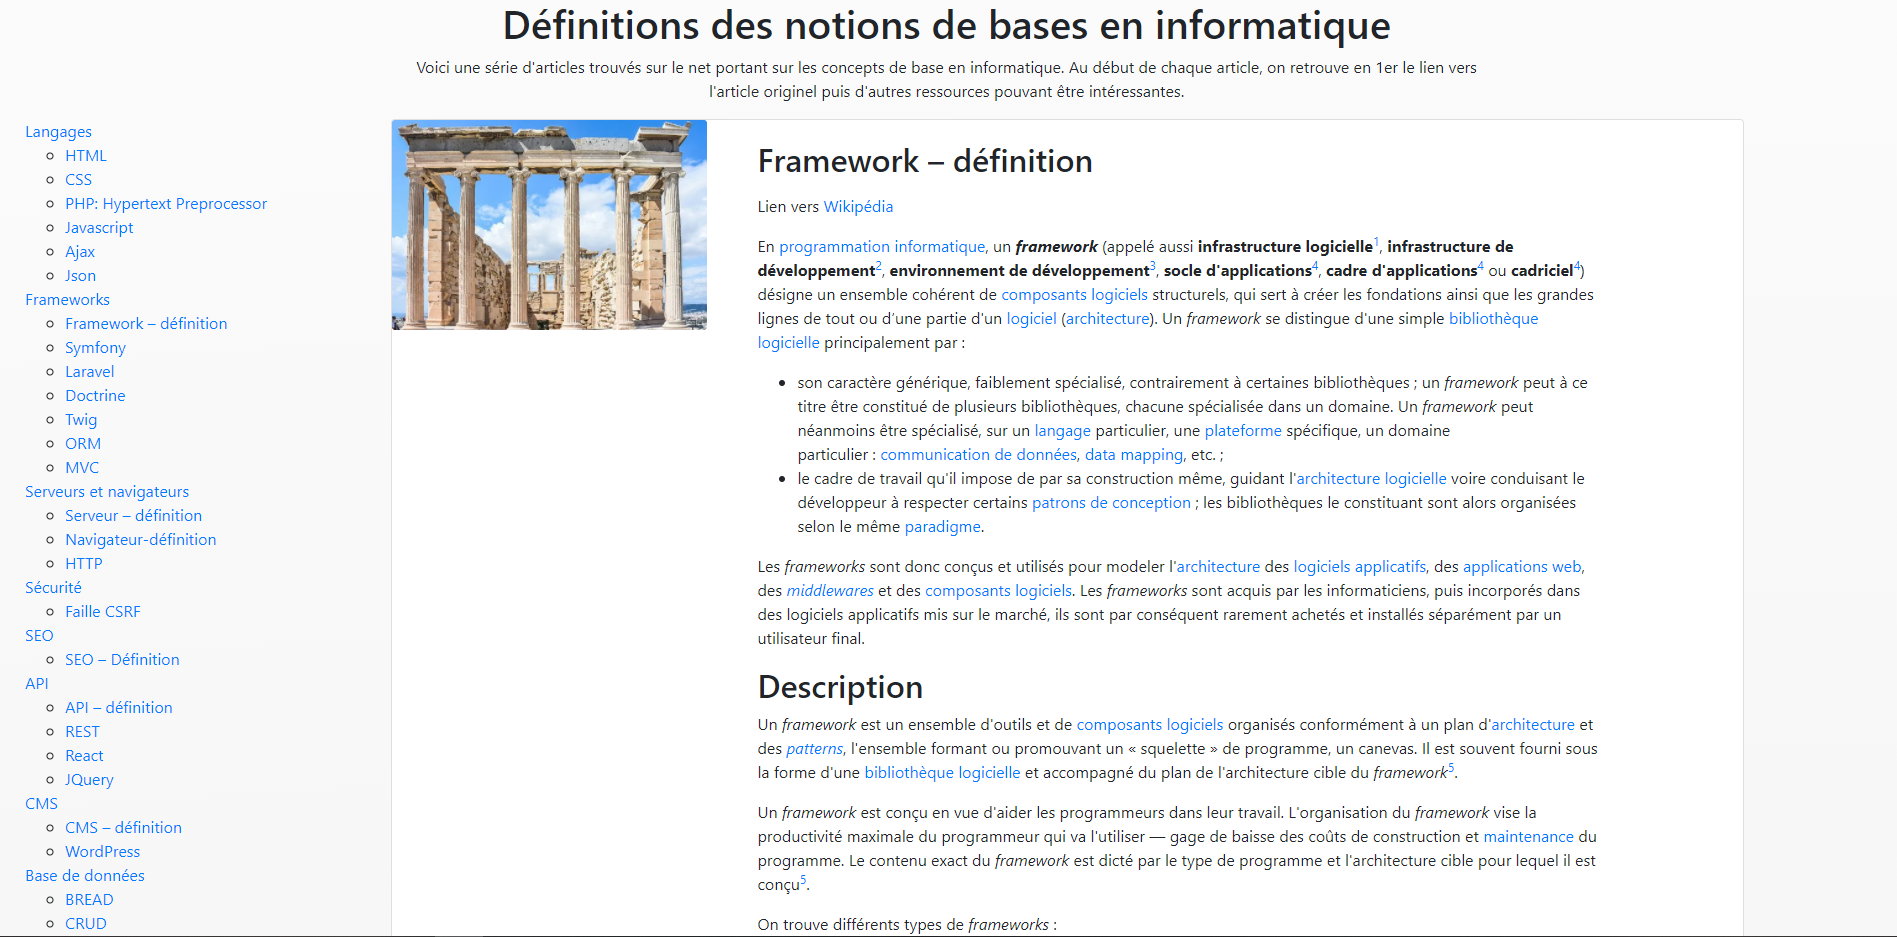 Définitions des notions de bases en informatique
Voici une série d'articles trouvés sur le net portant sur les concepts de base en informatique. Au début de chaque article, on retrouve en 1er le lien vers
l'article originel puis d'autres ressources pouvant être intéressantes.
Langages
HTML
CSS
PHP: Hypertext Preprocessor
Javascript
Ajax
Json
Frameworks
Framework – définition
Symfony
Laravel
Doctrine
Twig
ORM
MVC
Serveurs et navigateurs
Serveur – définition
Navigateur-définition
HTTP
Sécurité
Faille CSRF
SEO
SEO – Définition
API
API – définition
REST
React
JQuery
CMS
CMS – définition
WordPress
Base de données
BREAD
CRUD
Framework – définition
Lien vers Wikipédia
En programmation informatique, un framework (appelé aussi infrastructure logicielle1, infrastructure de
développement2, environnement de développement3, socle d'applications4, cadre d'applications4 ou cadriciel4)
désigne un ensemble cohérent de composants logiciels structurels, qui sert à créer les fondations ainsi que les grandes
lignes de tout ou d’une partie d'un logiciel (architecture). Un framework se distingue d'une simple bibliothèque
logicielle principalement par :
son caractère générique, faiblement spécialisé, contrairement à certaines bibliothèques ; un framework peut à ce
titre être constitué de plusieurs bibliothèques, chacune spécialisée dans un domaine. Un framework peut
néanmoins être spécialisé, sur un langage particulier, une plateforme spécifique, un domaine
particulier : communication de données, data mapping, etc. ;
le cadre de travail qu'il impose de par sa construction même, guidant l'architecture logicielle voire conduisant le
développeur à respecter certains patrons de conception ; les bibliothèques le constituant sont alors organisées
selon le même paradigme.
Les frameworks sont donc conçus et utilisés pour modeler l'architecture des logiciels applicatifs, des applications web,
des middlewares et des composants logiciels. Les frameworks sont acquis par les informaticiens, puis incorporés dans
des logiciels applicatifs mis sur le marché, ils sont par conséquent rarement achetés et installés séparément par un
utilisateur final.
Description
Un framework est un ensemble d'outils et de composants logiciels organisés conformément à un plan d'architecture et
des patterns, l'ensemble formant ou promouvant un « squelette » de programme, un canevas. Il est souvent fourni sous
la forme d'une bibliothèque logicielle et accompagné du plan de l'architecture cible du framework5.
Un framework est conçu en vue d'aider les programmeurs dans leur travail. L'organisation du framework vise la
productivité maximale du programmeur qui va l'utiliser — gage de baisse des coûts de construction et maintenance du
programme. Le contenu exact du framework est dicté par le type de programme et l'architecture cible pour lequel il est
conçu5.
On trouve différents types de frameworks :